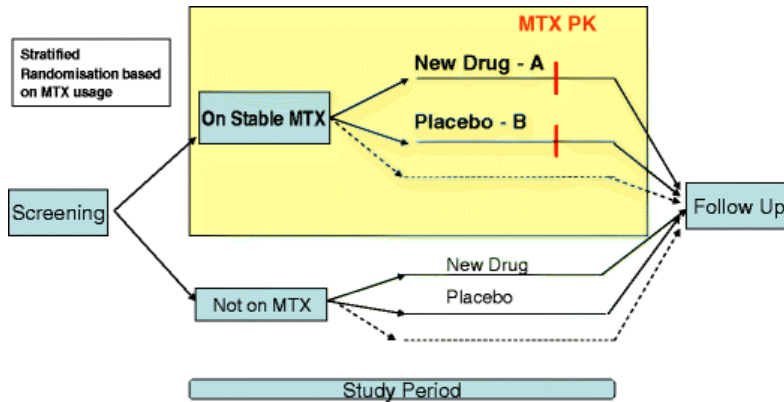 MTX PK
Stratified
Randomisation based
on MTX usage
New Drug - A
On Stable MTX
Placebo - B
Screening
Follow Up
New Drug
Not on MTX
Placebo
Study Period